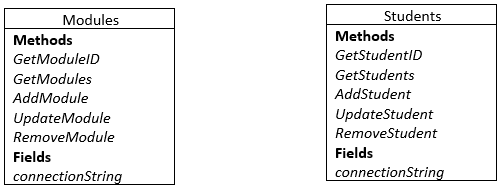 Modules
Methods
GetModuleID
GetModules
AddModule
UpdateModule
RemoveModule
Fields
connectionString
Students
Methods
GetStudentID
GetStudents
AddStudent
UpdateStudent
RemoveStudent
Fields
connectionString